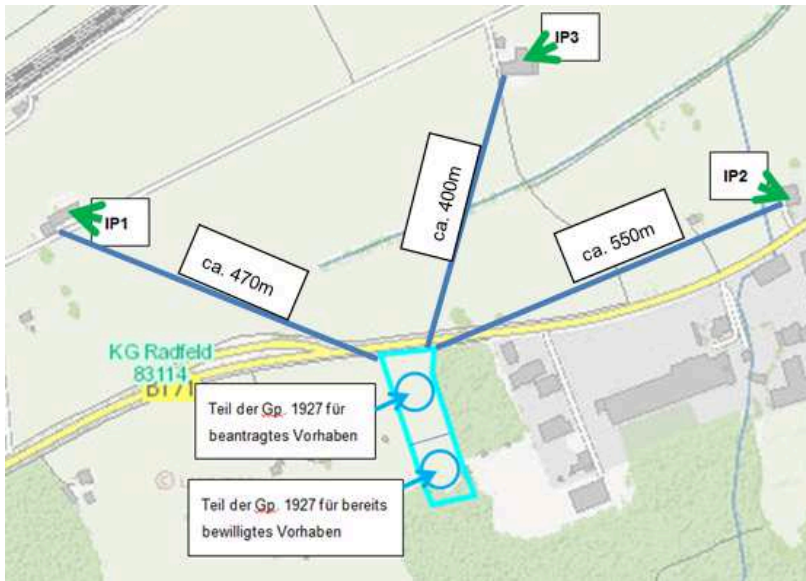 IP3
IP2
IP1
ca. 400m
ca. 550m
ca. 470m
KG Radfeld
83114
B171
Teil der Gp. 1927 für
beantragtes Vorhaben
©
Teil der Gp. 1927 für bereits
bewilligtes Vorhaben